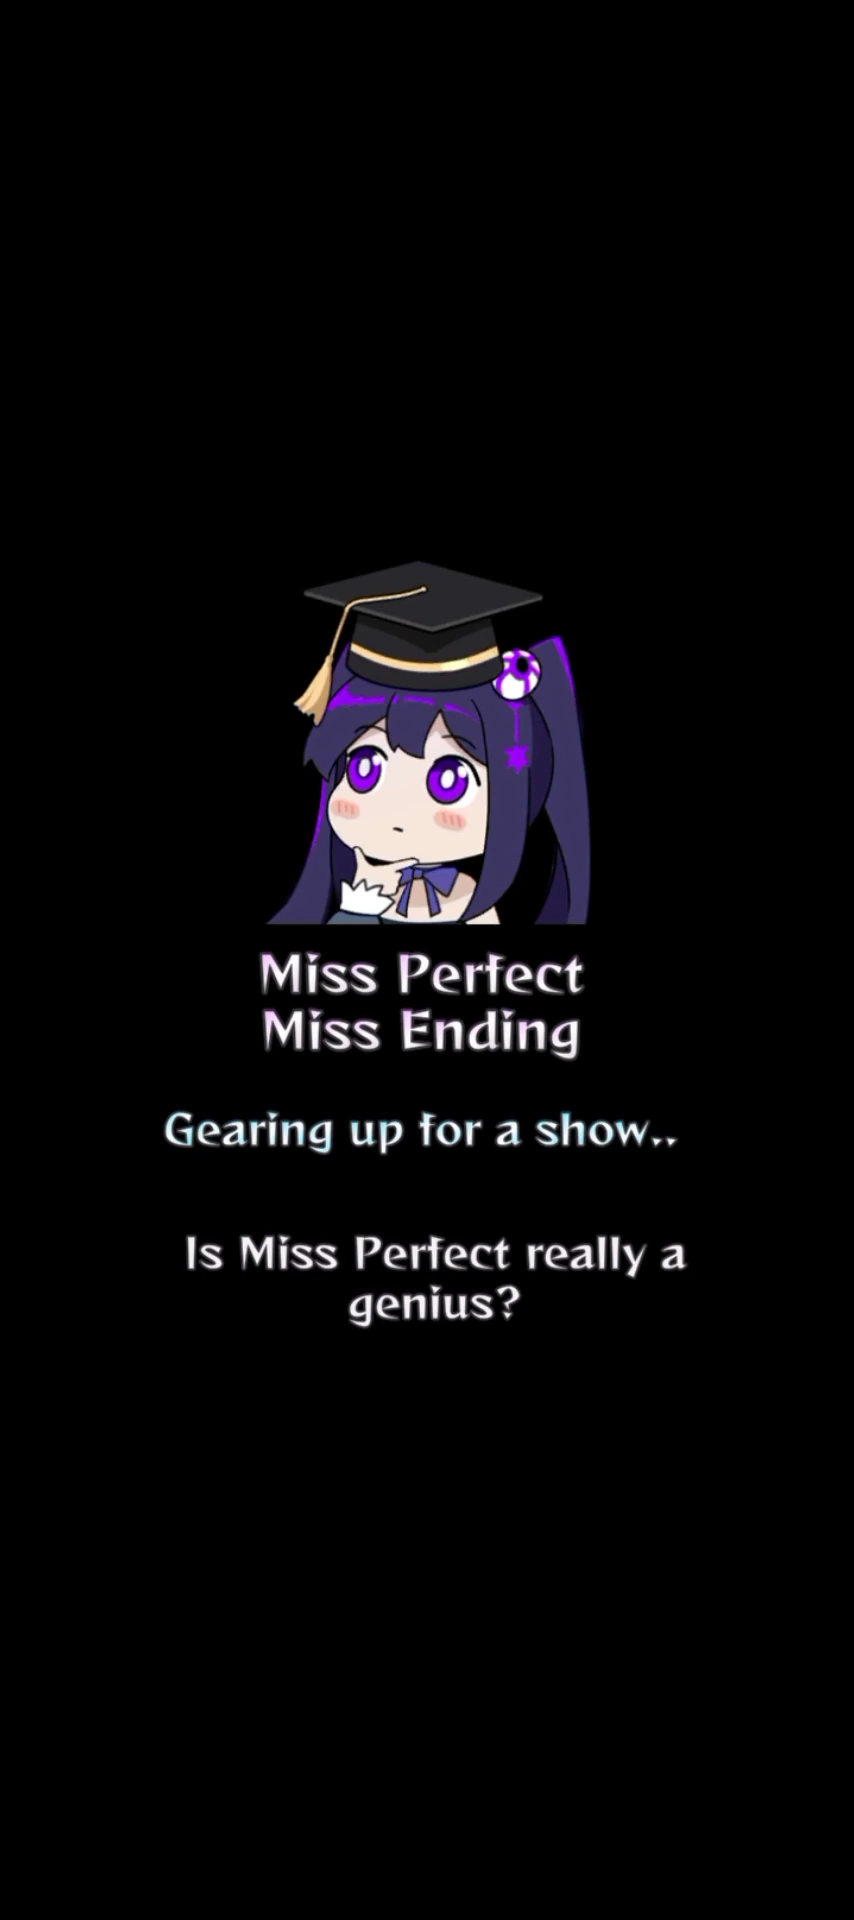 Miss Perfect
Miss Ending
Gearing up for a show..
Is Miss Perfect really a
genius?